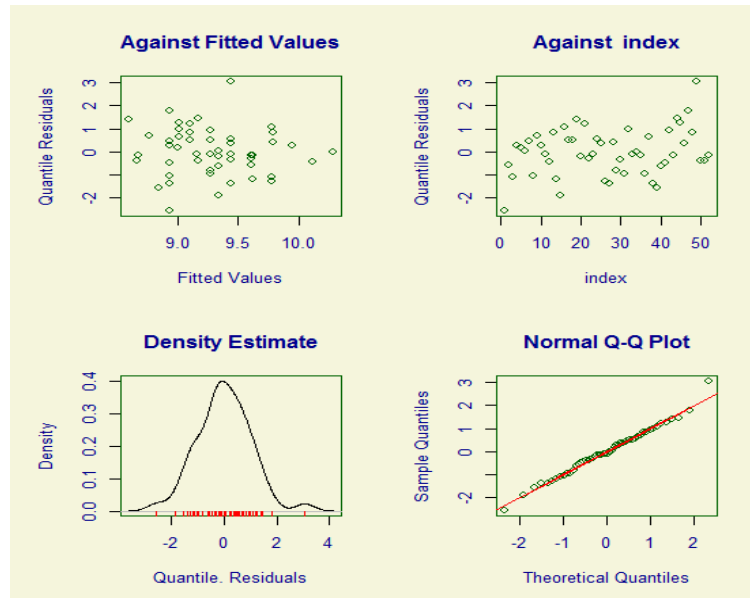 Against Fitted Values
Quantile Residuals
3
2
1
0
-2
9.0 9.5 10.0
Fitted Values
Against index
Quantile Residuals
3
2
1
0
-2
0 10 20 30 40 50
index
Density Estimate
Density
0.4
0.3
0.2
0.1
0.0
-2 0 2 4
Quantile. Residuals
Normal Q-Q Plot
Sample Quantiles
3
2
1
0
-2
-2 -1 0 1 2
Theoretical Quantiles